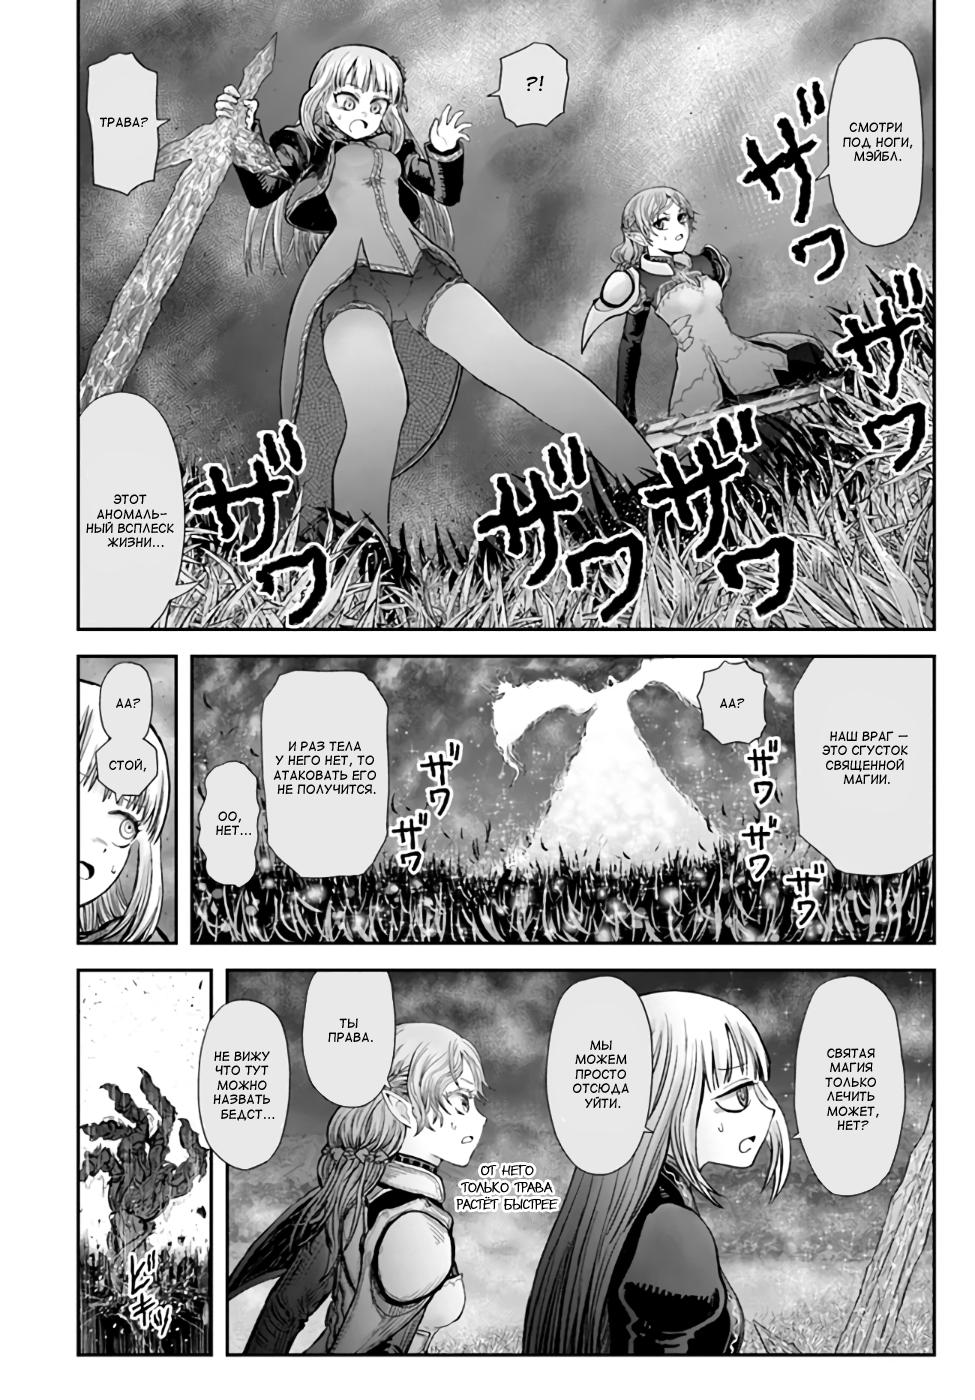 СМОТРИ
ПОД НОГИ,
МЭЙБЛ.
?!
ТРАВА?
ЭТОТ
АНОМАЛЬ-
НЫЙ ВСПЛЕСК
ЖИЗНИ...
ザワ
ザワ
ザワ
ザワ
ザワ
НАШ ВРАГ —
ЭТО СГУСТОК
СВЯЩЕННОЙ
МАГИИ.
АА?
И РАЗ ТЕЛА
У НЕГО НЕТ, ТО
АТАКОВАТЬ ЕГО
НЕ ПОЛУЧИТСЯ.
ОО,
НЕТ...
ザワ
ザワ
ザワ
ザワ
ザワ
АА?
СТОЙ,
СВЯТАЯ
МАГИЯ
ТОЛЬКО
ЛЕЧИТЬ
МОЖЕТ,
НЕТ?
МЫ
МОЖЕМ
ПРОСТО
ОТСЮДА
УЙТИ.
ТЫ
ПРАВА.
ОТ НЕГО
ТОЛЬКО ТРАВА
РАСТЁТ БЫСТРЕЕ
НЕ ВИЖУ
ЧТО ТУТ
МОЖНО
НАЗВАТЬ
БЕДСТ...
ビキッ